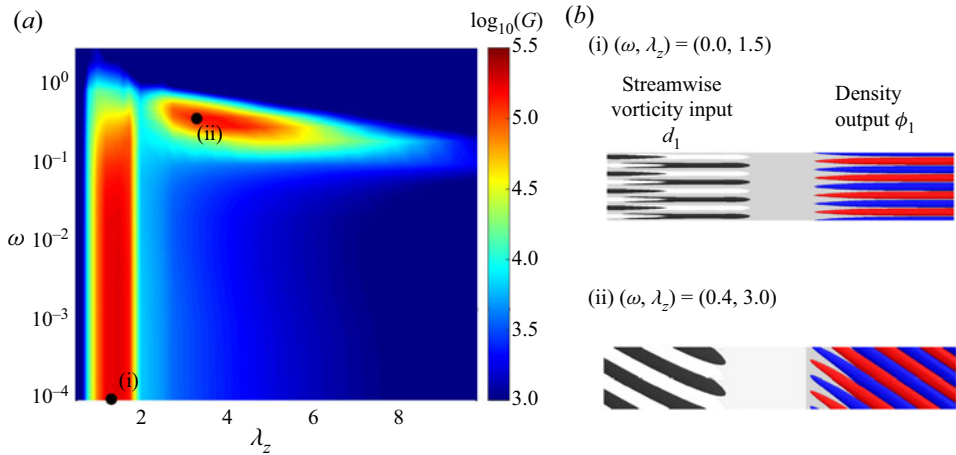 (a)
log₁₀(G)
5.5
5.0
4.5
4.0
3.5
3.0
10⁰
10⁻¹
ω 10⁻²
10⁻³
10⁻⁴
(ii)
(i)
2 4 6 8
λz
(b)
(i) (ω, λz) = (0.0, 1.5)
Streamwise
vorticity input
d₁
Density
output ϕ₁
(ii) (ω, λz) = (0.4, 3.0)